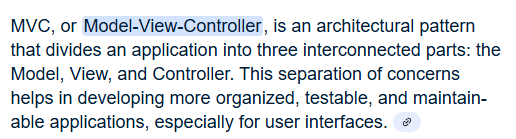 MVC, or Model-View-Controller, is an architectural pattern
that divides an application into three interconnected parts: the
Model, View, and Controller. This separation of concerns
helps in developing more organized, testable, and maintain-
able applications, especially for user interfaces.